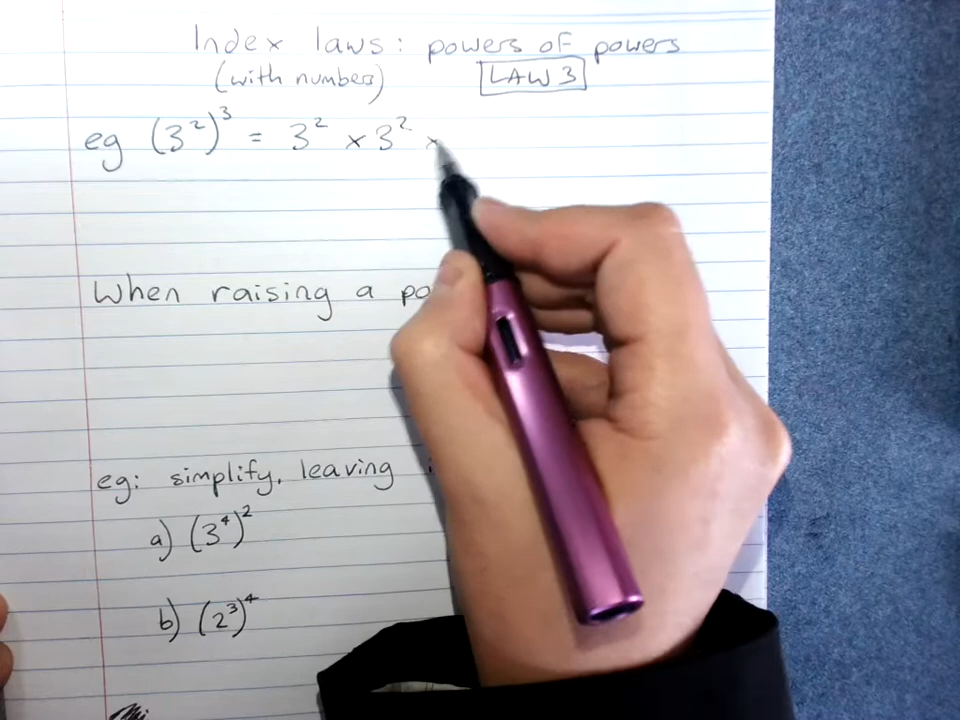 Index laws: powers of powers
(with numbers) LAW 3
eg (3²)³ = 3² × 3² ×
When raising a po
eg: simplify, leaving
a) (3⁴)²
b) (2³)⁴